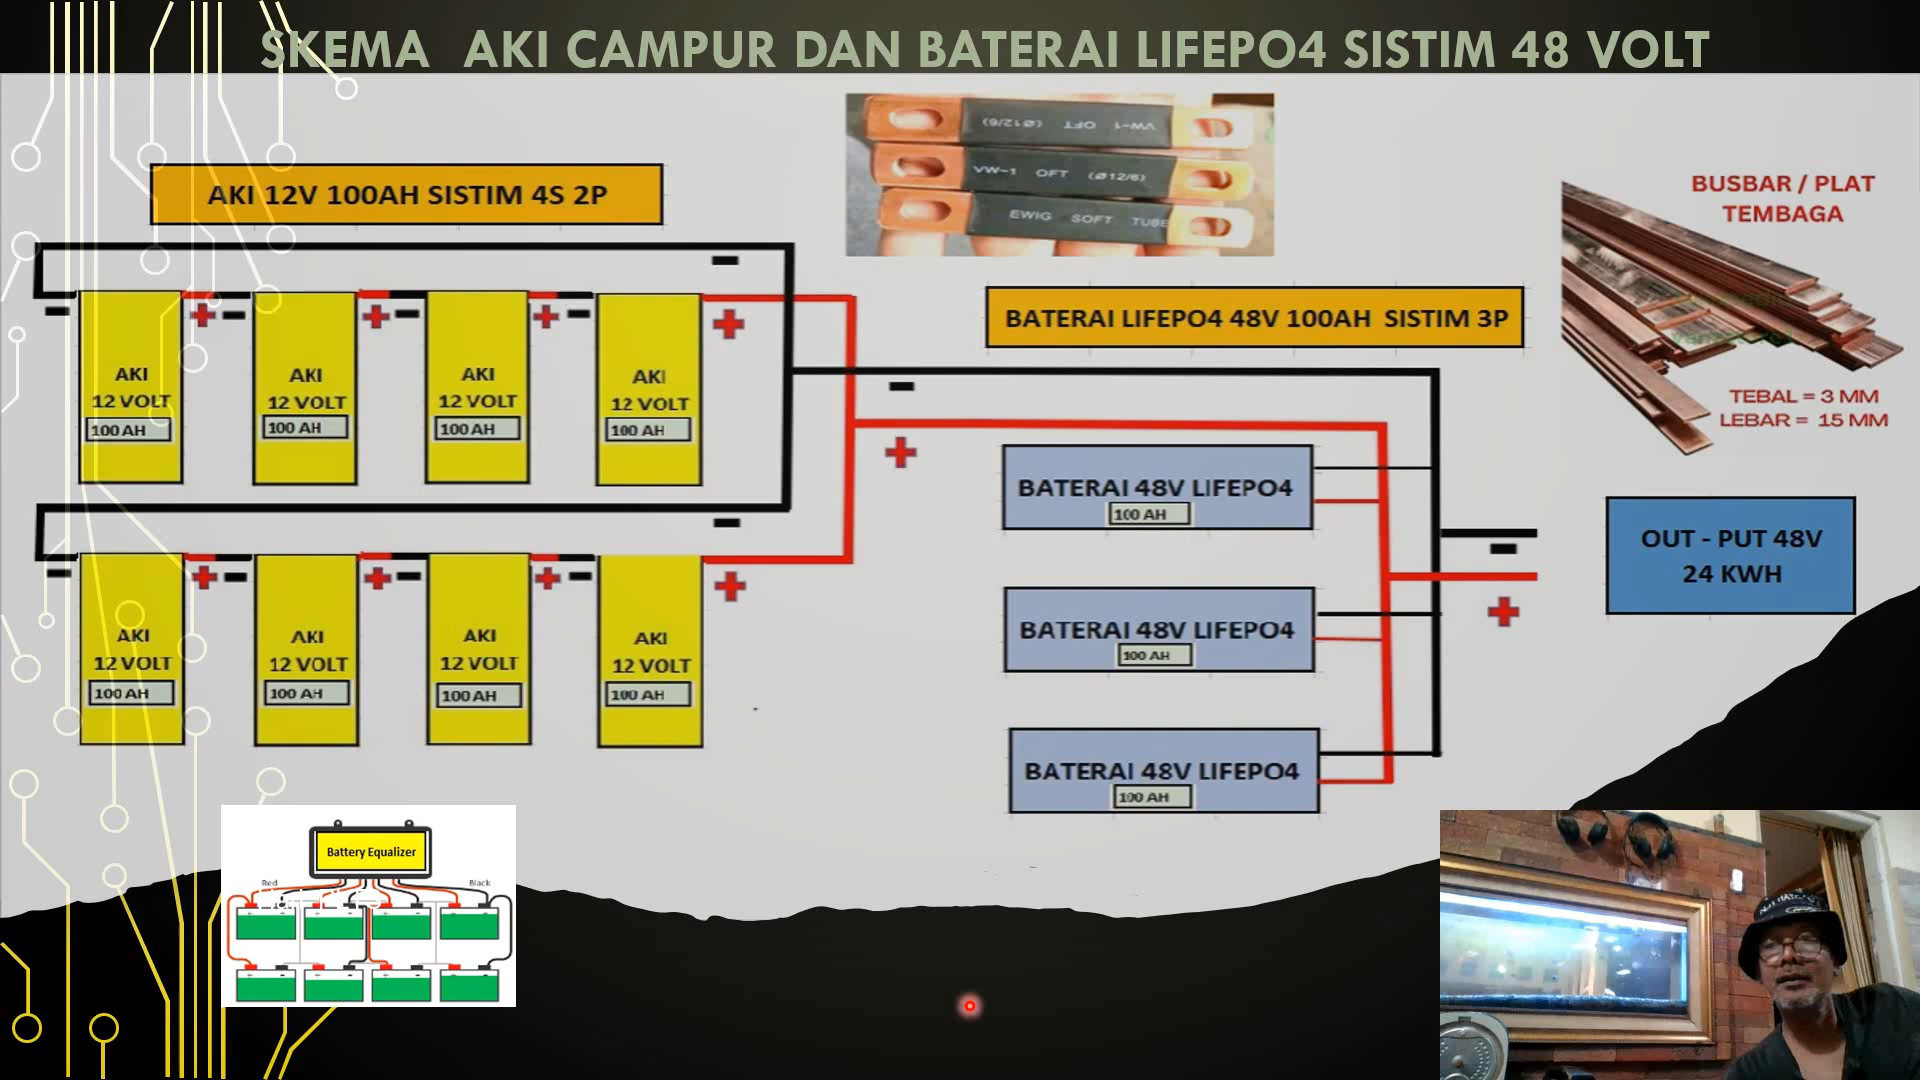 SKEMA AKI CAMPUR DAN BATERAI LIFEPO4 SISTIM 48 VOLT
AKI 12V 100AH SISTIM 4S 2P
VW-1 OFT (Ø12/6)
VW-1 OFT (Ø12/6)
EWIG SOFT TUBE
BUSBAR / PLAT
TEMBAGA
TEBAL = 3 MM
LEBAR = 15 MM
BATERAI LIFEPO4 48V 100AH SISTIM 3P
AKI
12 VOLT
100 AH
AKI
12 VOLT
100 AH
AKI
12 VOLT
100 AH
AKI
12 VOLT
100 AH
AKI
12 VOLT
100 AH
AKI
12 VOLT
100 AH
AKI
12 VOLT
100 AH
AKI
12 VOLT
100 AH
BATERAI 48V LIFEPO4
100 AH
BATERAI 48V LIFEPO4
100 AH
BATERAI 48V LIFEPO4
100 AH
OUT - PUT 48V
24 KWH
Battery Equalizer
Red
Black